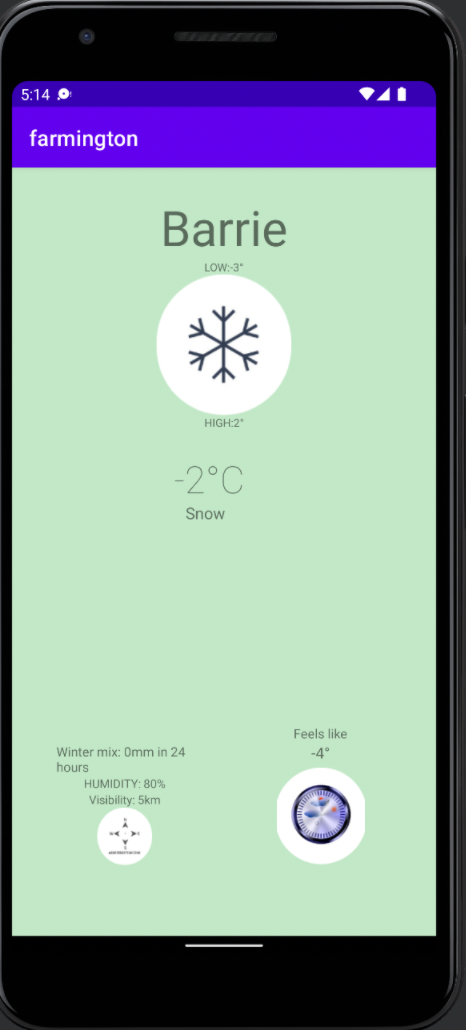 5:14
farmington
Barrie
LOW:-3°
HIGH:2°
-2°C
Snow
Winter mix: 0mm in 24
hours
HUMIDITY: 80%
Visibility: 5km
Feels like
-4°